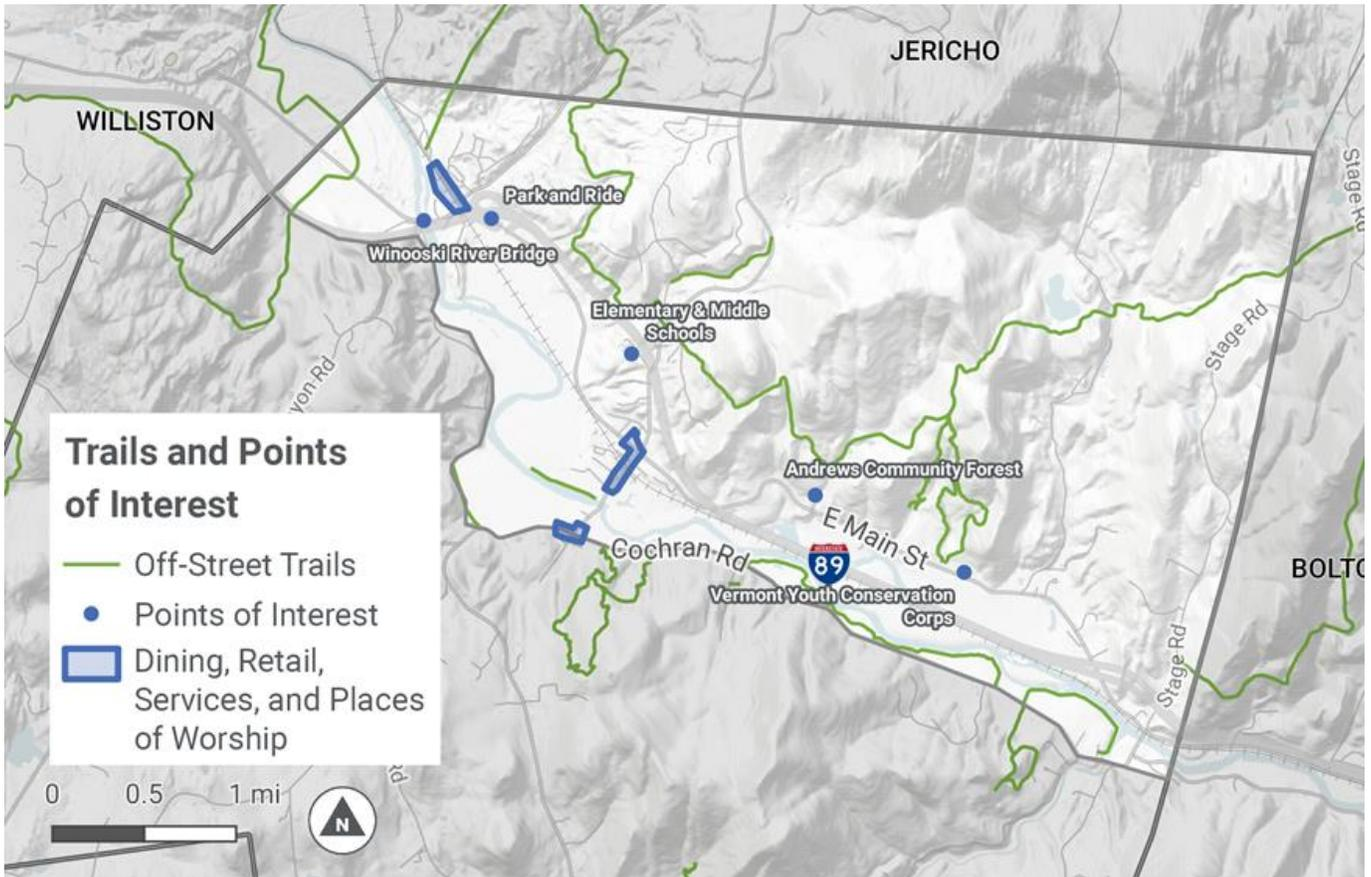 JERICHO
WILLISTON
Stage Rd
Park and Ride
Winooski River Bridge
Elementary & Middle
Schools
Stage Rd
Trails and Points
of Interest
Off-Street Trails
Points of Interest
Dining, Retail,
Services, and Places
of Worship
Andrews Community Forest
E Main St
Cochran Rd
89
Vermont Youth Conservation
Corps
BOLTO
Stage Rd
0 0.5 1 mi
N